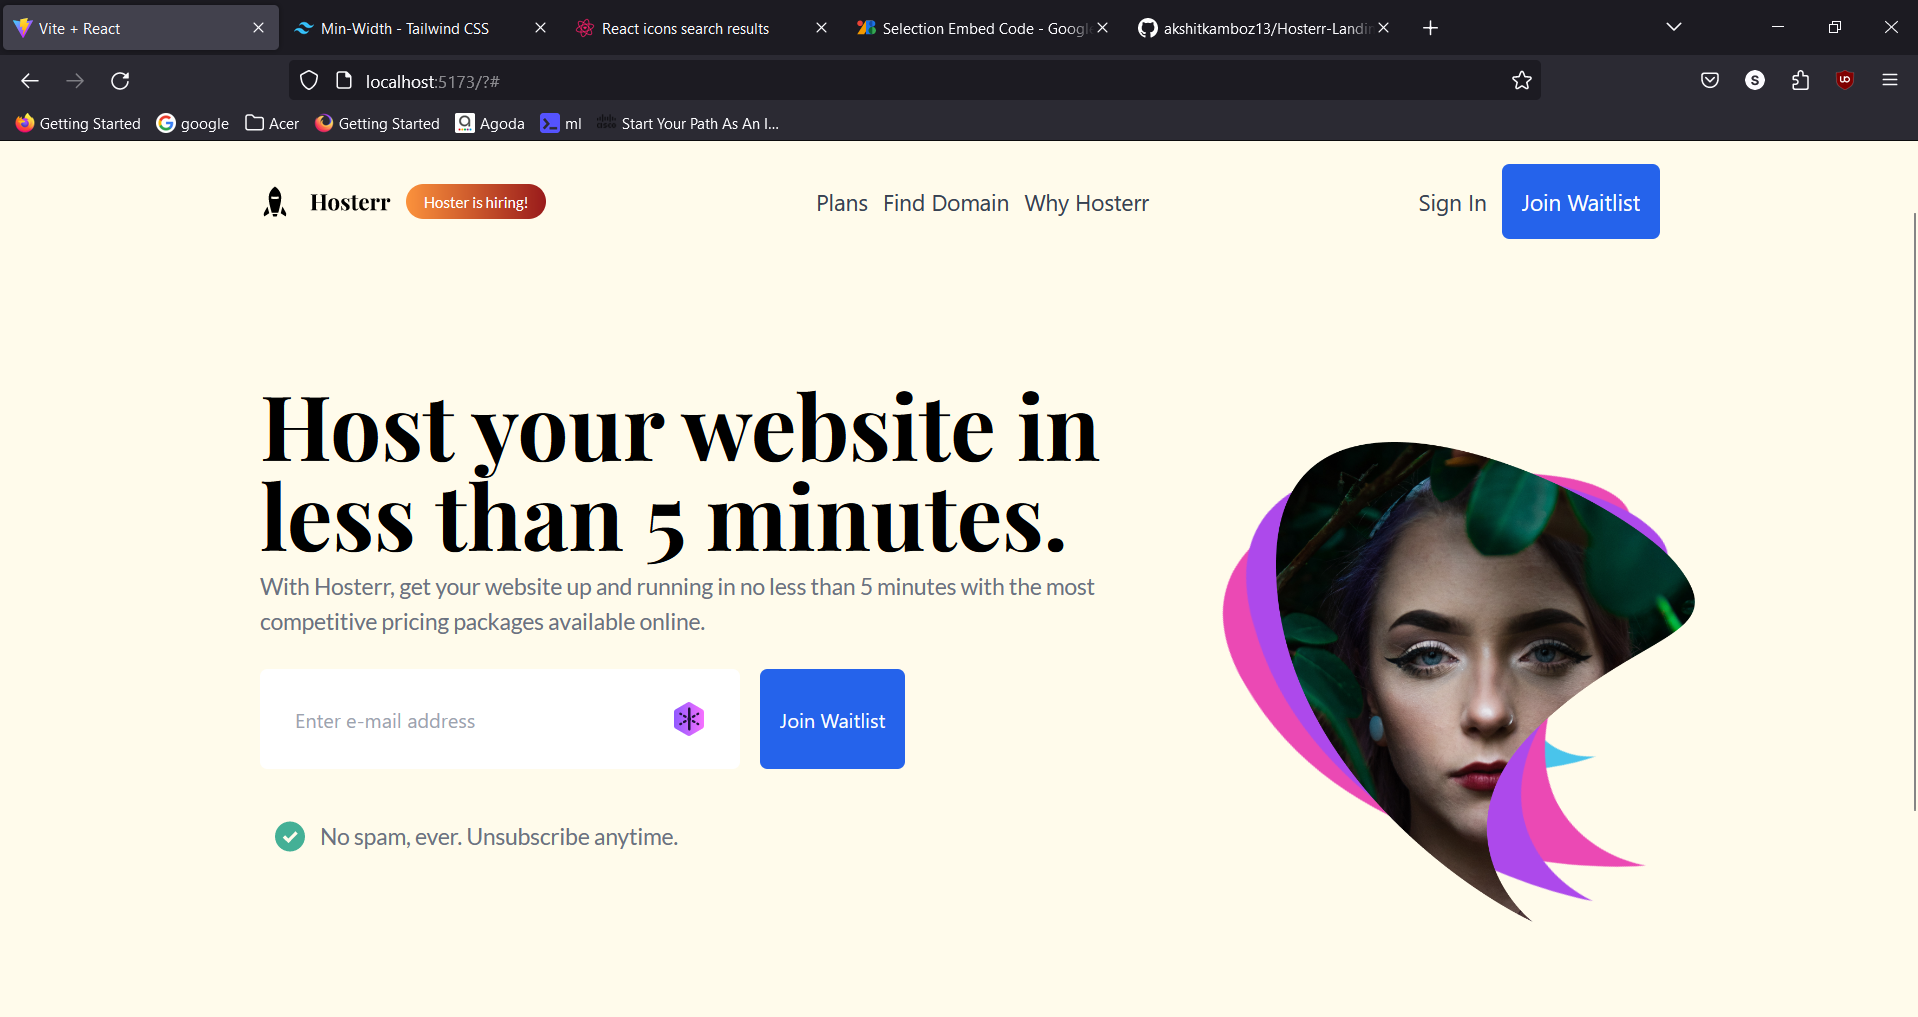 Vite + React
Min-Width - Tailwind CSS
React icons search results
Selection Embed Code - Googl
akshitkamboz13/Hosterr-Landin
localhost:5173/?#
S
Getting Started
google
Acer
Getting Started
Agoda
ml
Start Your Path As An I...
Hosterr
Hoster is hiring!
Plans
Find Domain
Why Hosterr
Sign In
Join Waitlist
Host your website in
less than 5 minutes.
With Hosterr, get your website up and running in no less than 5 minutes with the most
competitive pricing packages available online.
Enter e-mail address
Join Waitlist
No spam, ever. Unsubscribe anytime.